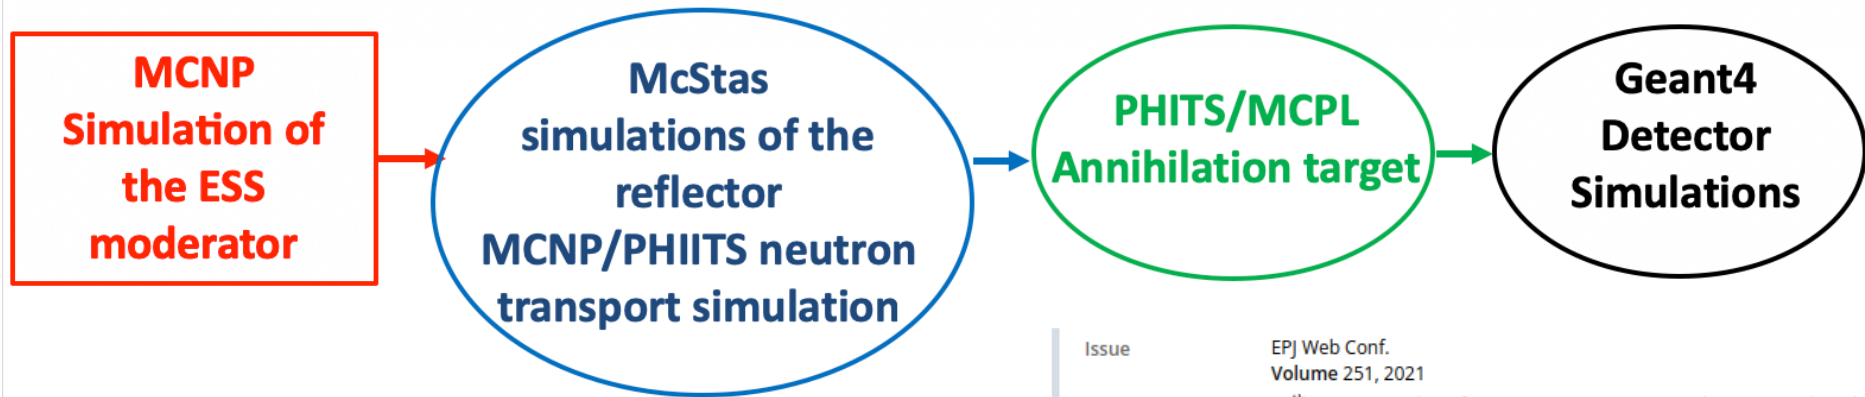 MCNP
Simulation of
the ESS
moderator
McStas
simulations of the
reflector
MCNP/PHIITS neutron
transport simulation
PHITS/MCPL
Annihilation target
Geant4
Detector
Simulations
Issue
EPJ Web Conf.
Volume 251, 2021